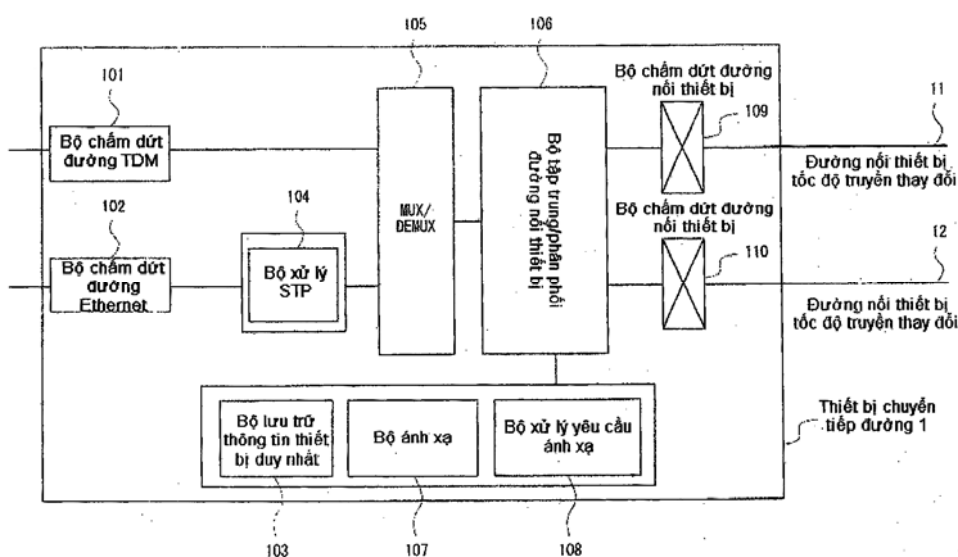 105
106
Bộ chấm dứt đường
nối thiết bị
101
11
109
Bộ chấm dứt
đường TDM
Đường nối thiết bị
tốc độ truyền thay đổi
MUX/
DEMUX
Bộ tập trung/phân phối
đường nối thiết bị
Bộ chấm dứt đường
nối thiết bị
102
104
12
110
Bộ chấm dứt
đường
Ethernet
Bộ xử lý
STP
Đường nối thiết bị
tốc độ truyền thay đổi
Bộ lưu trữ
thông tin thiết
bị duy nhất
Bộ ánh xạ
Bộ xử lý yêu cầu
ánh xạ
Thiết bị chuyển
tiếp đường 1
103
107
108